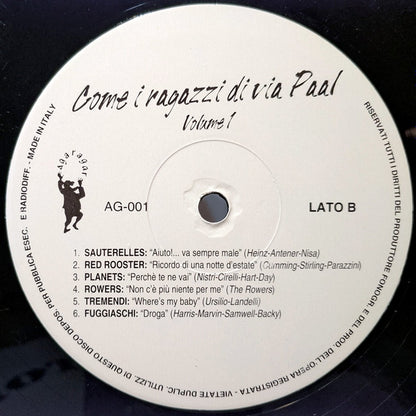 Come i ragazzi di via Paal
Volume 1
Agaragar
AG-001
LATO B
1. SAUTERELLES: “Aiuto!... va sempre male” (Heinz-Antener-Nisa)
2. RED ROOSTER: “Ricordo di una notte d'estate” (Cumming-Stirling-Parazzini)
3. PLANETS: “Perchè te ne vai” (Nistri-Cirelli-Hart-Day)
4. ROWERS: “Non c'è più niente per me” (The Rowers)
5. TREMENDI: “Where's my baby” (Ursilio-Landelli)
6. FUGGIASCHI: “Droga” (Harris-Marvin-Samwell-Backy)
RISERVATI TUTTI I DIRITTI DEL PRODUTTORE FONOGR. E DEL PROD. DELL'OPERA REGISTRATA - VIETATE DUPLIC. UTILIZZ. DI QUESTO DISCO DEPOS. PER PUBBLICA ESEC. E RADIODIFF. - MADE IN ITALY